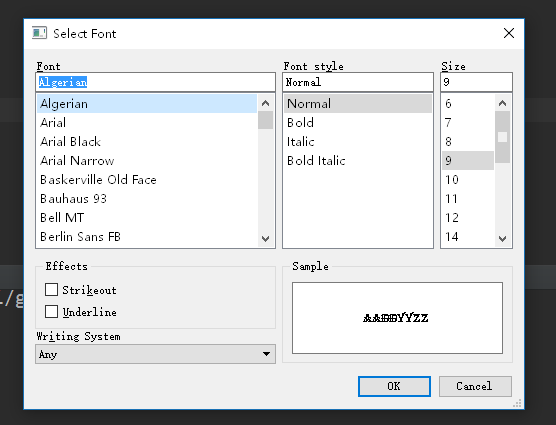 Select Font
Font
Font style
Size
Algerian
Normal
9
Algerian
Arial
Arial Black
Arial Narrow
Baskerville Old Face
Bauhaus 93
Bell MT
Berlin Sans FB
Normal
Bold
Italic
Bold Italic
6
7
8
9
10
11
12
14
Effects
Strikeout
Underline
Sample
AABBYYZZ
Writing System
Any
OK
Cancel